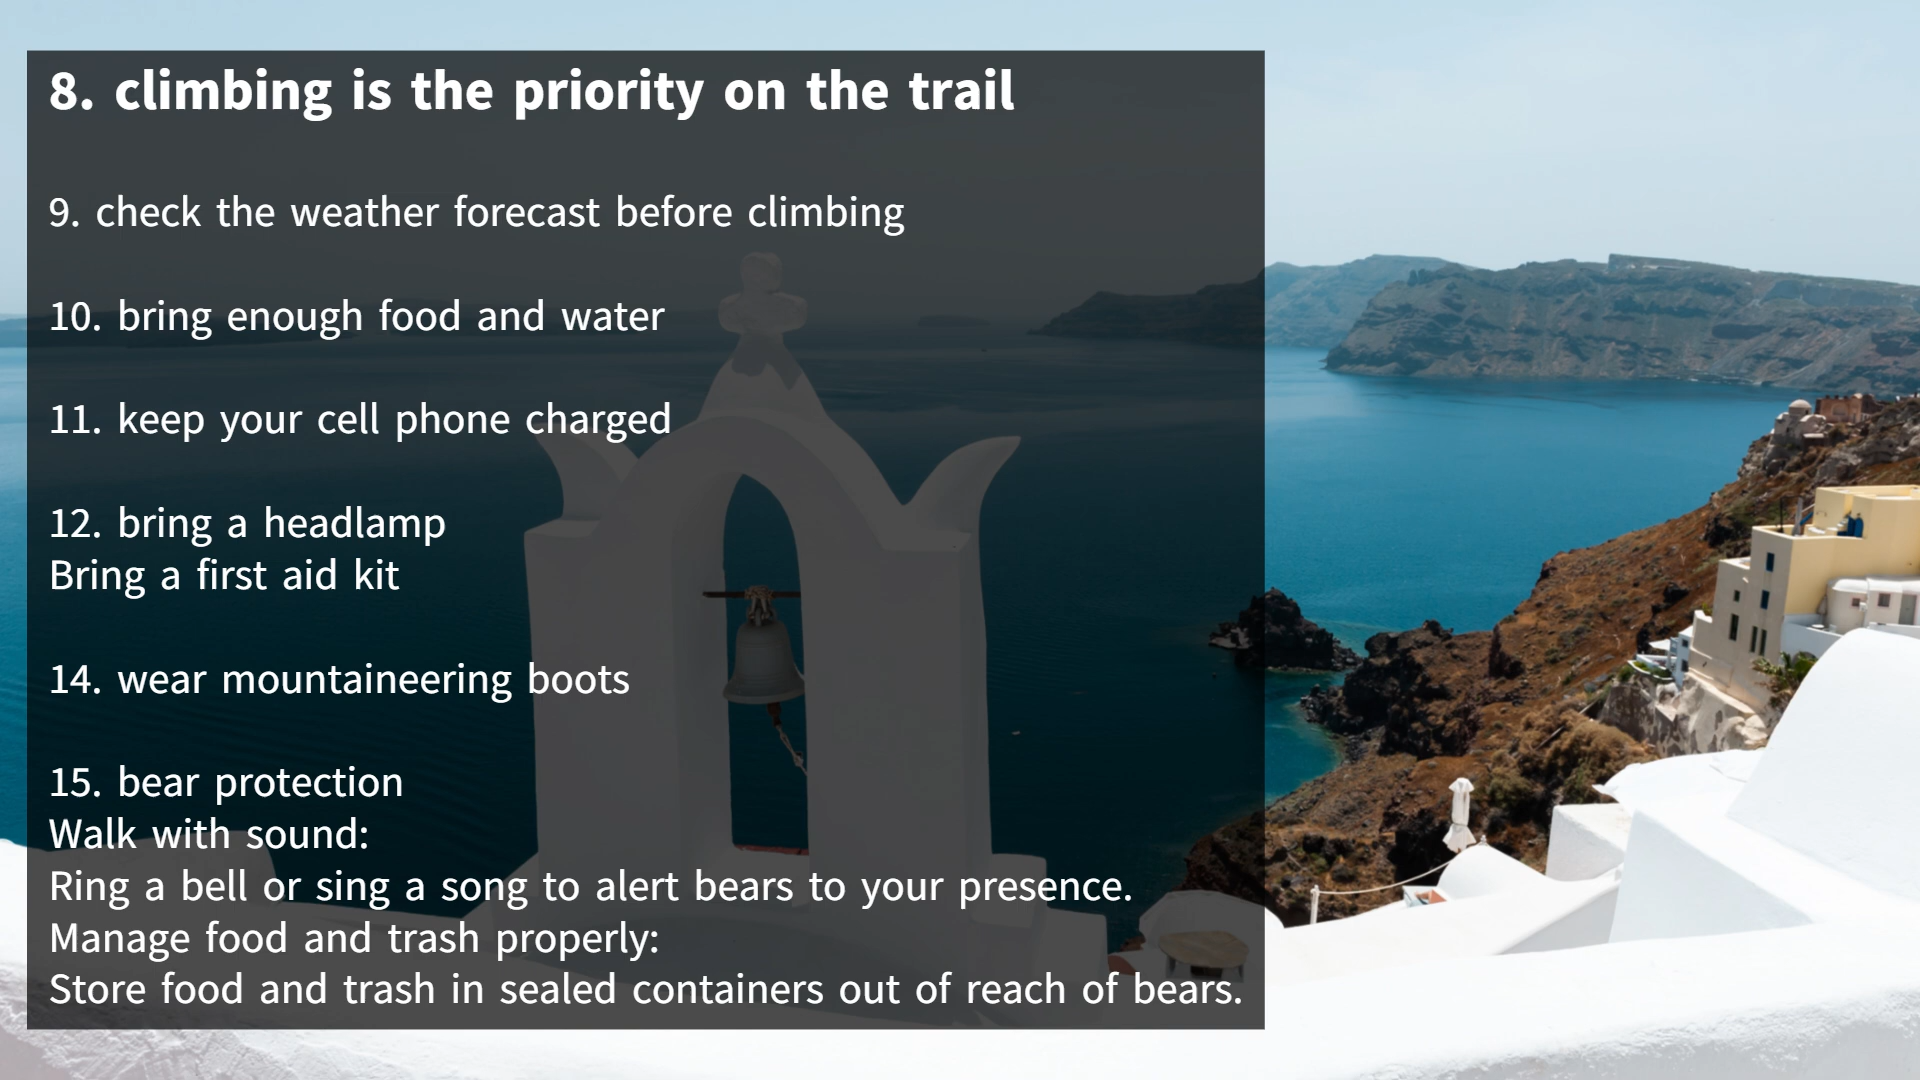 8. climbing is the priority on the trail
9. check the weather forecast before climbing
10. bring enough food and water
11. keep your cell phone charged
12. bring a headlamp
Bring a first aid kit
14. wear mountaineering boots
15. bear protection
Walk with sound:
Ring a bell or sing a song to alert bears to your presence.
Manage food and trash properly:
Store food and trash in sealed containers out of reach of bears.